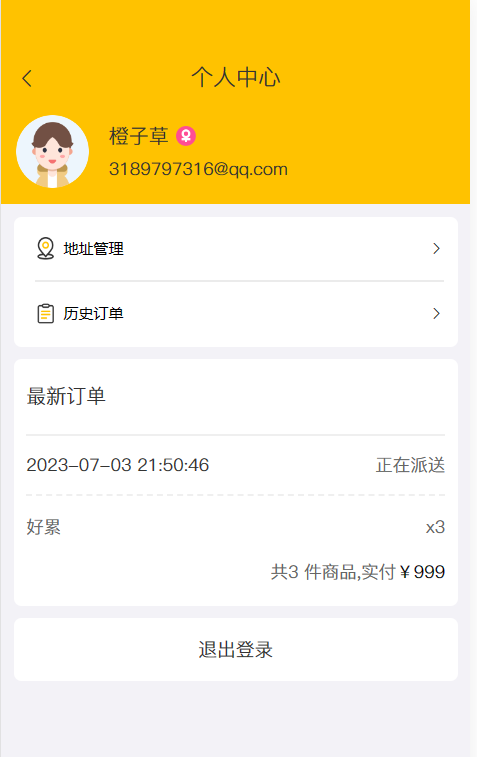 个人中心
橙子草
3189797316@qq.com
地址管理
历史订单
最新订单
2023-07-03 21:50:46 正在派送
好累 x3
共3 件商品,实付￥999
退出登录